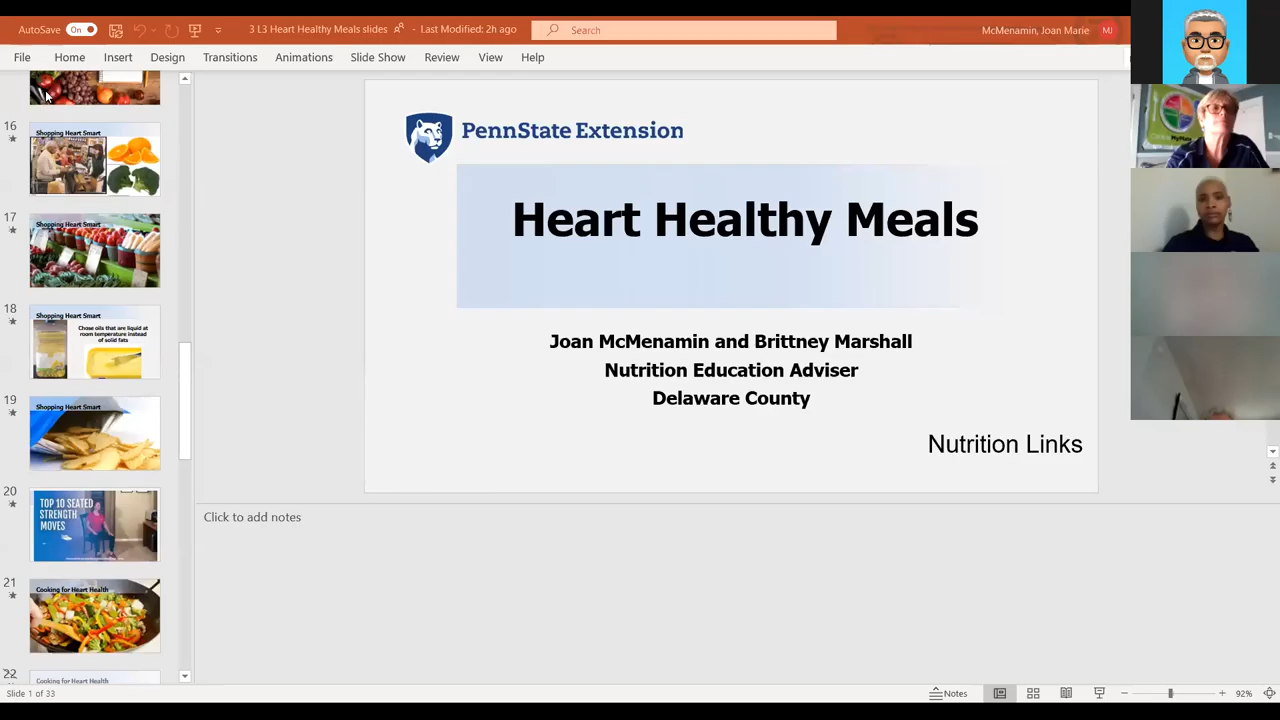 AutoSave On
3 L3 Heart Healthy Meals slides - Last Modified: 2h ago
Search
McMenamin, Joan Marie MJ
File Home Insert Design Transitions Animations Slide Show Review View Help
16
Shopping Heart Smart
17
Shopping Heart Smart
18
Shopping Heart Smart
Chose oils that are liquid at
room temperature instead
of solid fats
19
Shopping Heart Smart
20
TOP 10 SEATED
STRENGTH
MOVES
21
Cooking for Heart Health
22
Cooking for Heart Health
PennState Extension
Heart Healthy Meals
Joan McMenamin and Brittney Marshall
Nutrition Education Adviser
Delaware County
Nutrition Links
Click to add notes
Slide 1 of 33
Notes
92%